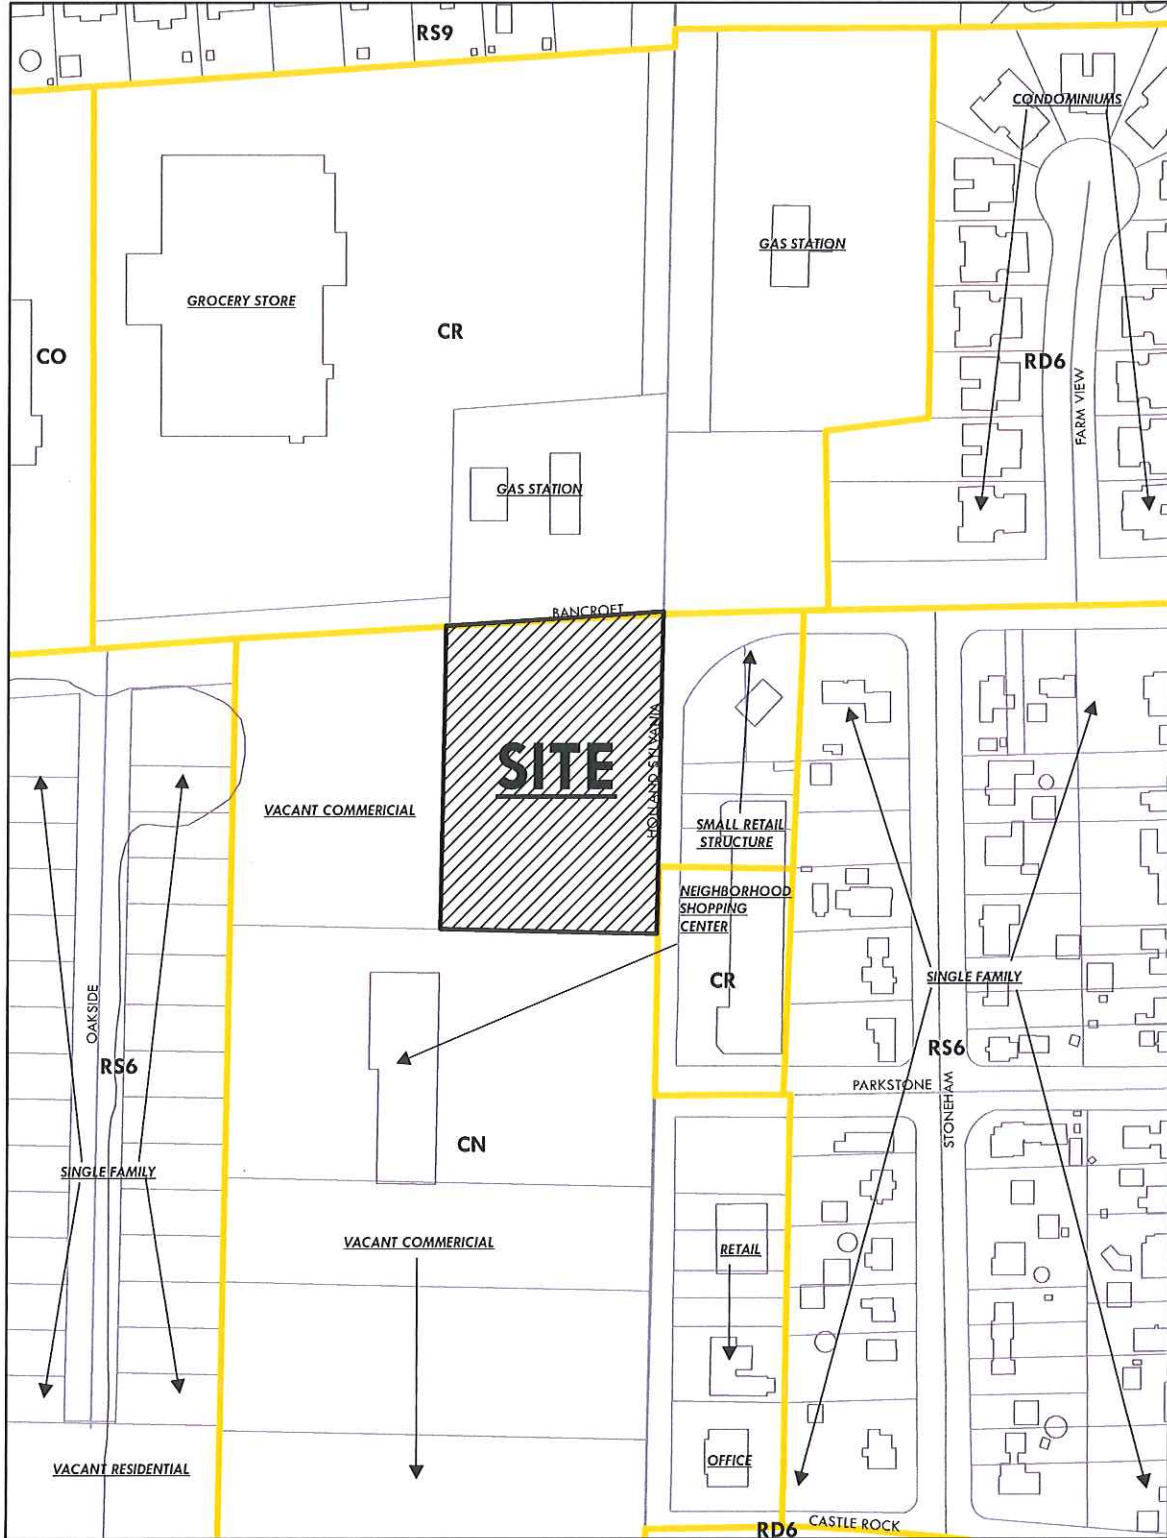 RS9
CONDOMINIUMS
GAS STATION
GROCERY STORE
CR
CO
RD6
FARM VIEW
GAS STATION
BANCROFT
SITE
HOLLAND SYLVANIA
VACANT COMMERICIAL
SMALL RETAIL
STRUCTURE
NEIGHBORHOOD
SHOPPING
CENTER
CR
SINGLE FAMILY
OAKSIDE
RS6
RS6
PARKSTONE
STONEHAM
CN
SINGLE FAMILY
VACANT COMMERICIAL
RETAIL
OFFICE
VACANT RESIDENTIAL
CASTLE ROCK
RD6